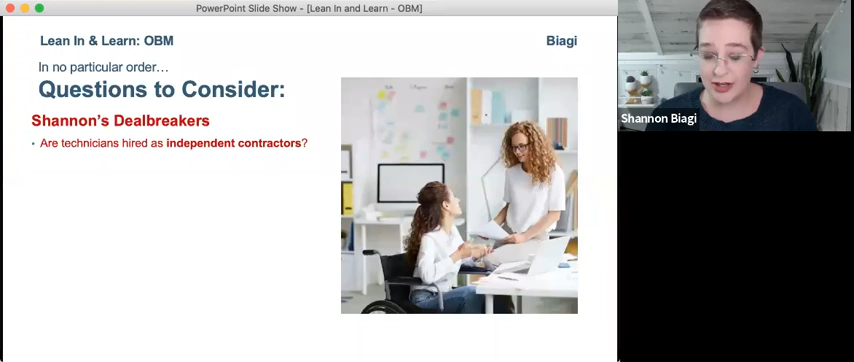 PowerPoint Slide Show - [Lean In and Learn - OBM]
Lean In & Learn: OBM
Biagi
In no particular order…
Questions to Consider:
Shannon's Dealbreakers
• Are technicians hired as independent contractors?
Shannon Biagi